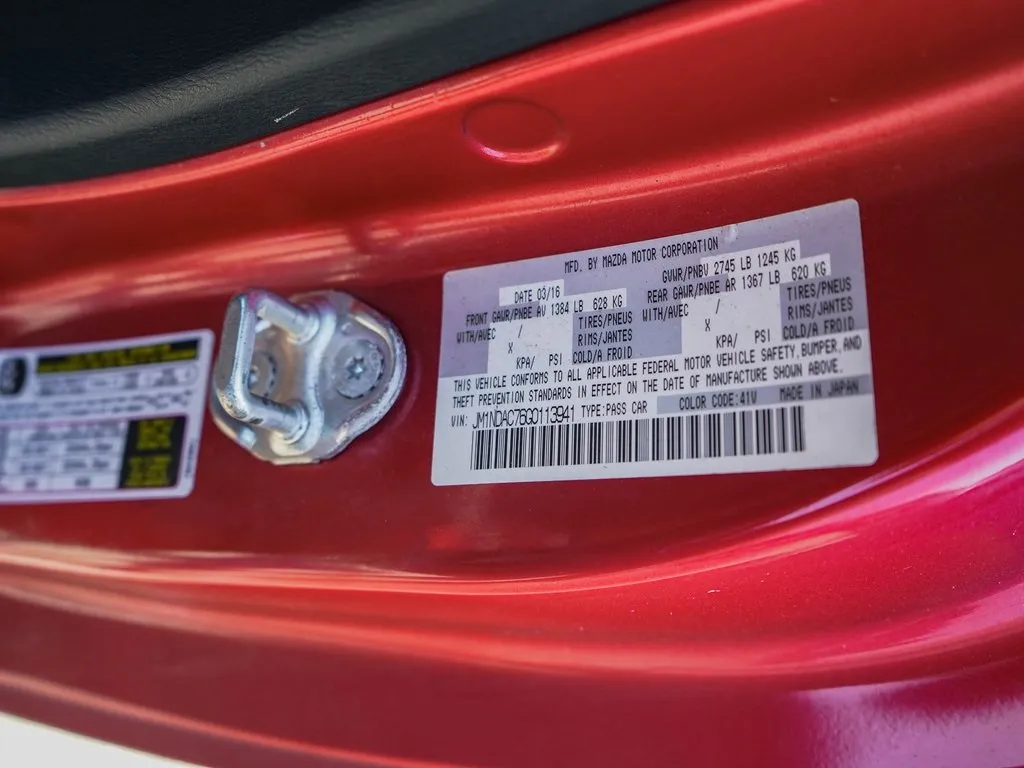 MFD. BY MAZDA MOTOR CORPORATION
DATE 03/16 GVWR/PNBV 2745 LB 1245 KG
FRONT GAWR/PNBE AV 1384 LB 628 KG REAR GAWR/PNBE AR 1367 LB 620 KG
WITH/AVEC / TIRES/PNEUS WITH/AVEC / TIRES/PNEUS
X RIMS/JANTES X RIMS/JANTES
KPA/ PSI COLD/A FROID KPA/ PSI COLD/A FROID
THIS VEHICLE CONFORMS TO ALL APPLICABLE FEDERAL MOTOR VEHICLE SAFETY, BUMPER, AND
THEFT PREVENTION STANDARDS IN EFFECT ON THE DATE OF MANUFACTURE SHOWN ABOVE.
VIN: JM1NDAC76G0113941 TYPE:PASS CAR COLOR CODE:41V MADE IN JAPAN